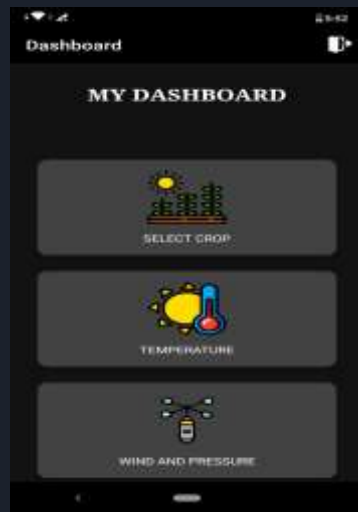 Dashboard
MY DASHBOARD
SELECT CROP
TEMPERATURE
WIND AND PRESSURE